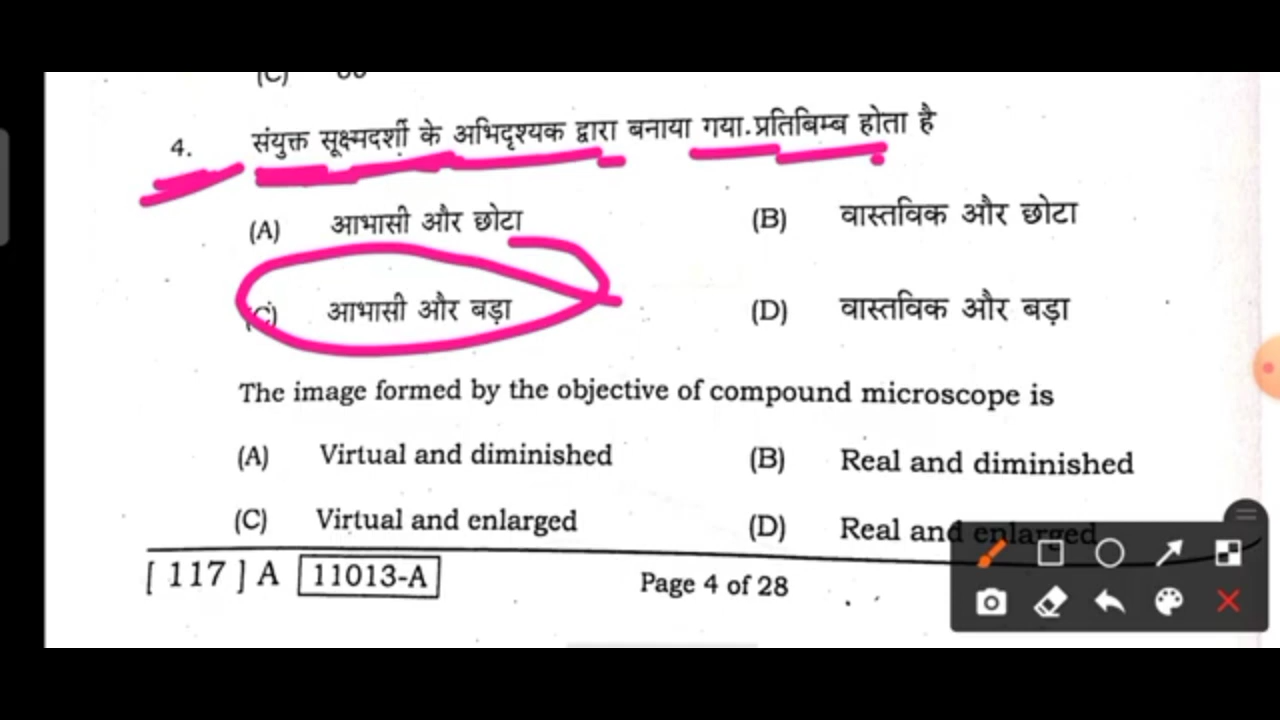 4. संयुक्त सूक्ष्मदर्शी के अभिदृश्यक द्वारा बनाया गया.प्रतिबिम्ब होता है
(A) आभासी और छोटा (B) वास्तविक और छोटा
(C) आभासी और बड़ा (D) वास्तविक और बड़ा
The image formed by the objective of compound microscope is
(A) Virtual and diminished (B) Real and diminished
(C) Virtual and enlarged (D) Real and enlarged
[ 117 ] A 11013-A Page 4 of 28